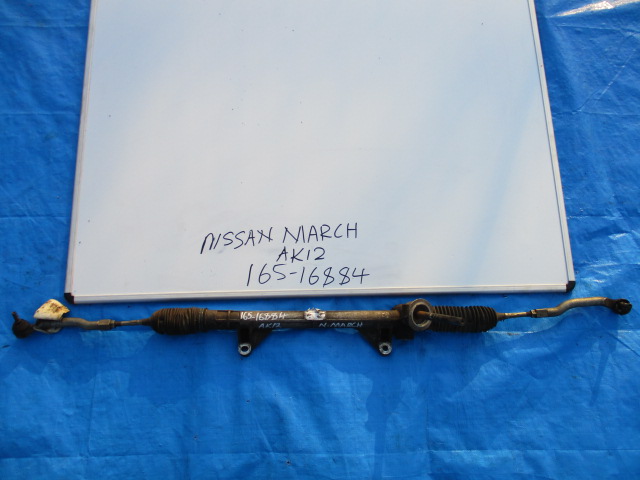 NISSAN MARCH
AK12
165-16884
165-16884
AK12 N.MARCH